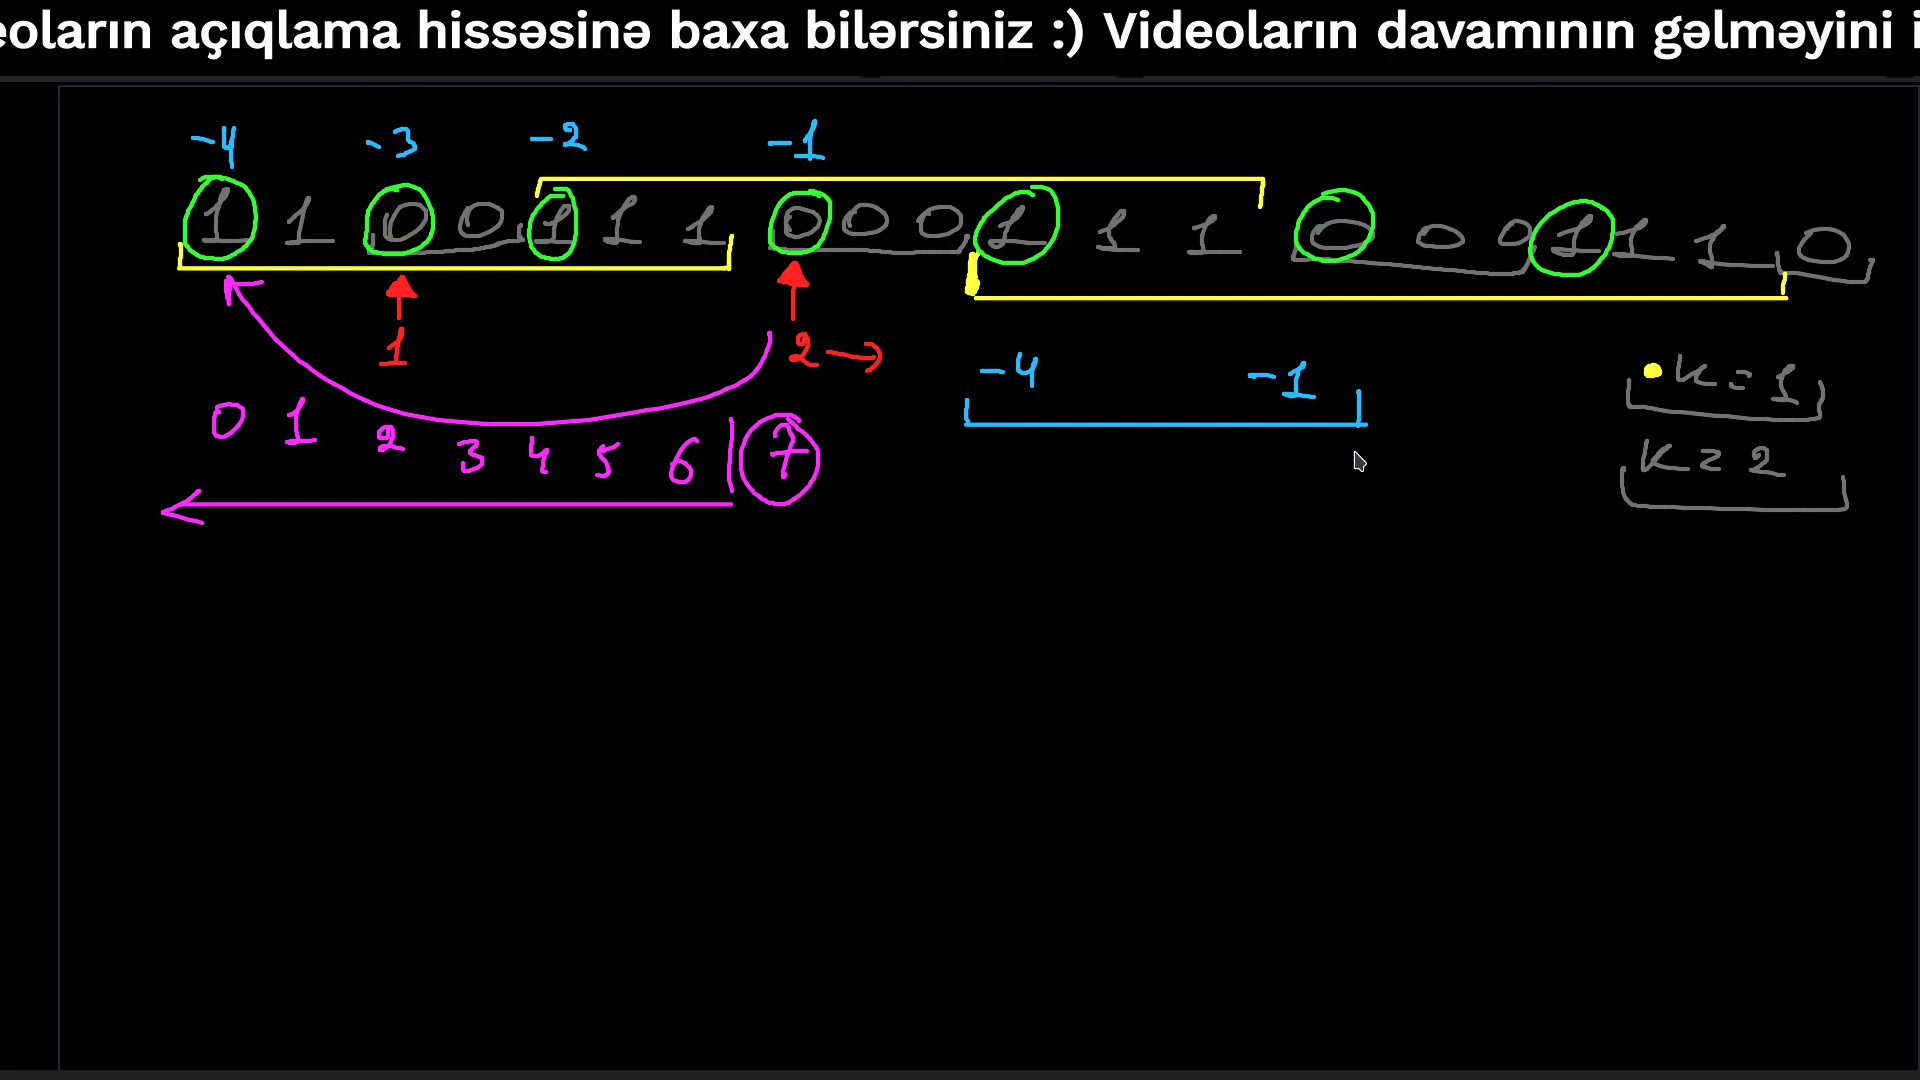 eoların açıqlama hissəsinə baxa bilərsiniz :) Videoların davamının gəlməyini i
-4 -3 -2 -1
1 1 0 0 1 1 1 0 0 0 1 1 1 0 0 0 1 1 1 0
1 2
-4 -1
k = 1
0 1 2 3 4 5 6 7
k = 2